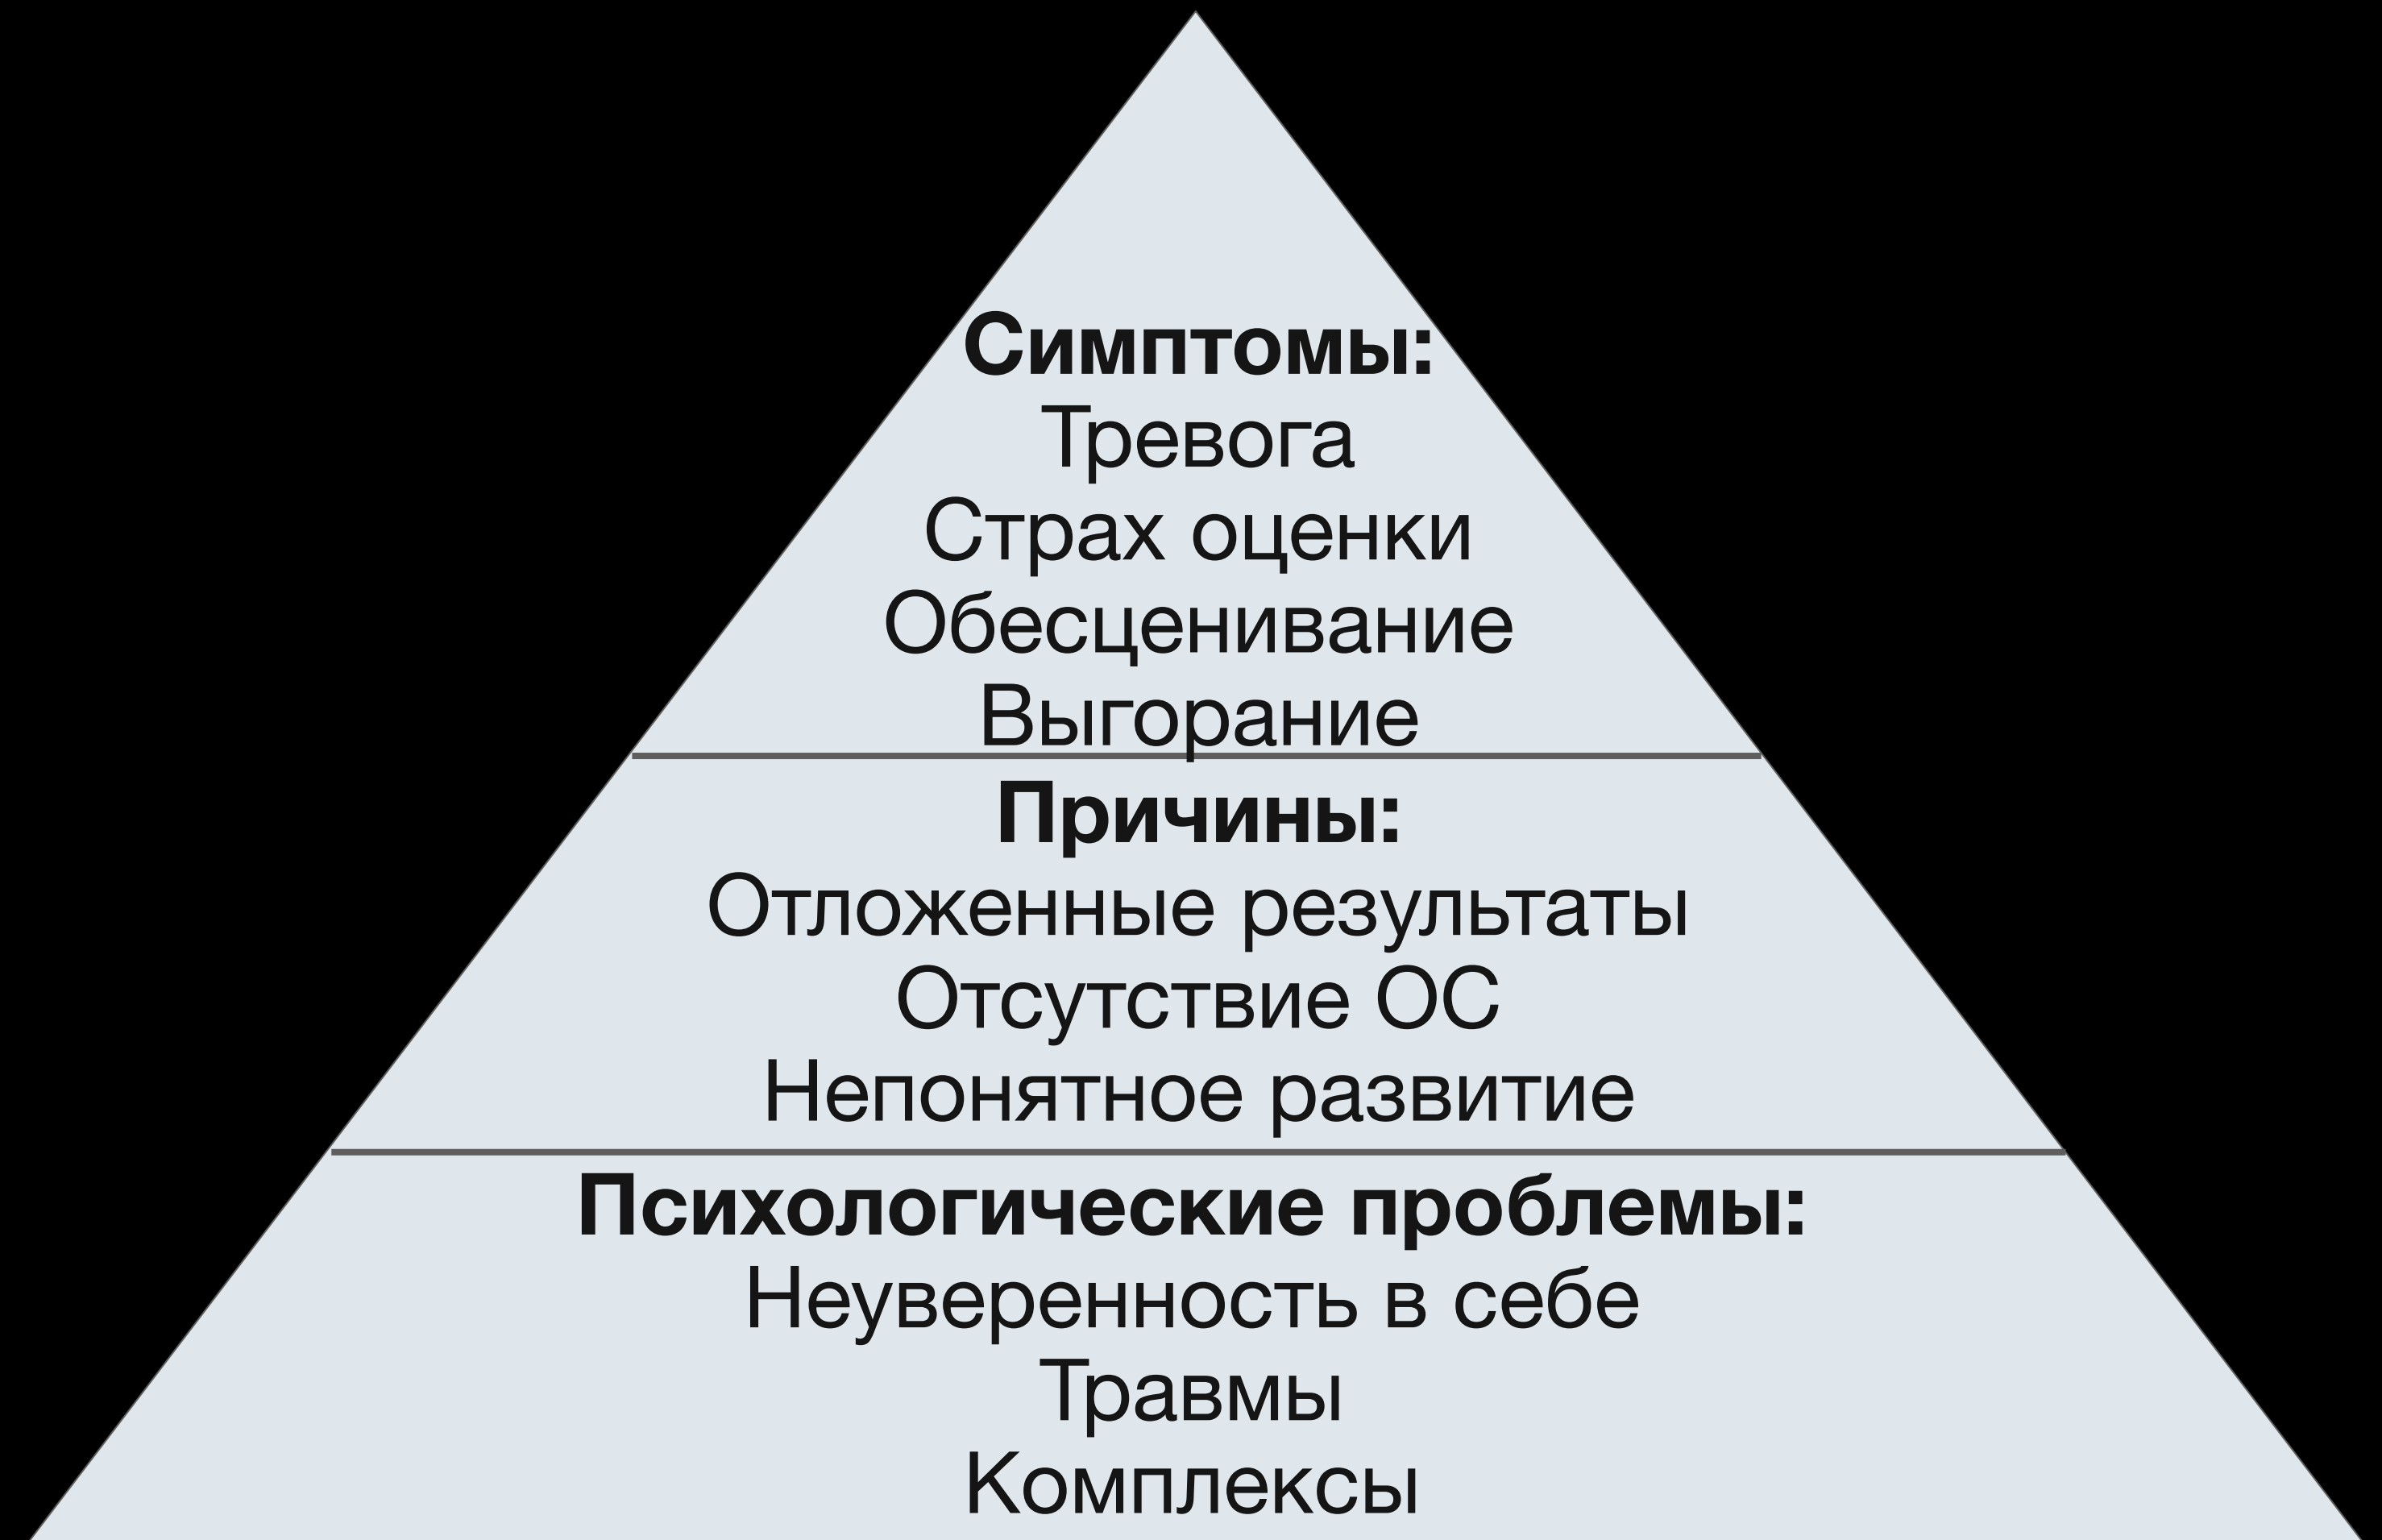 Симптомы:
Тревога
Страх оценки
Обесценивание
Выгорание
Причины:
Отложенные результаты
Отсутствие ОС
Непонятное развитие
Психологические проблемы:
Неуверенность в себе
Травмы
Комплексы